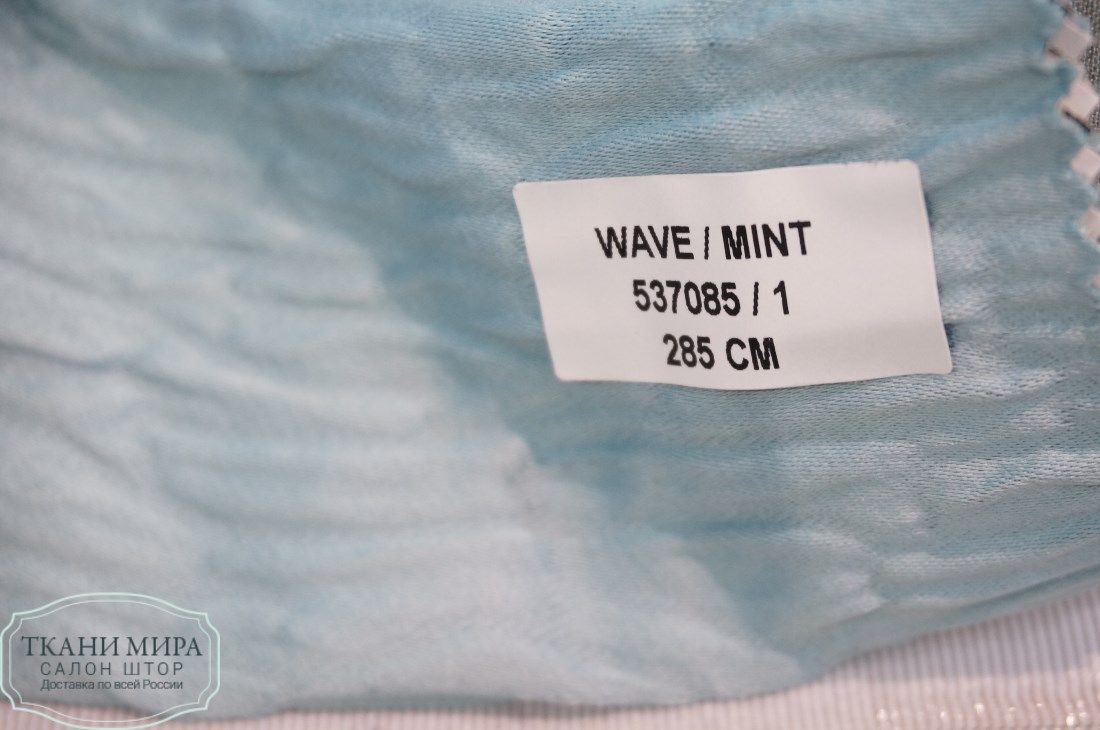 WAVE / MINT
537085 / 1
285 CM
ТКАНИ МИРА
САЛОН ШТОР
Доставка по всей России